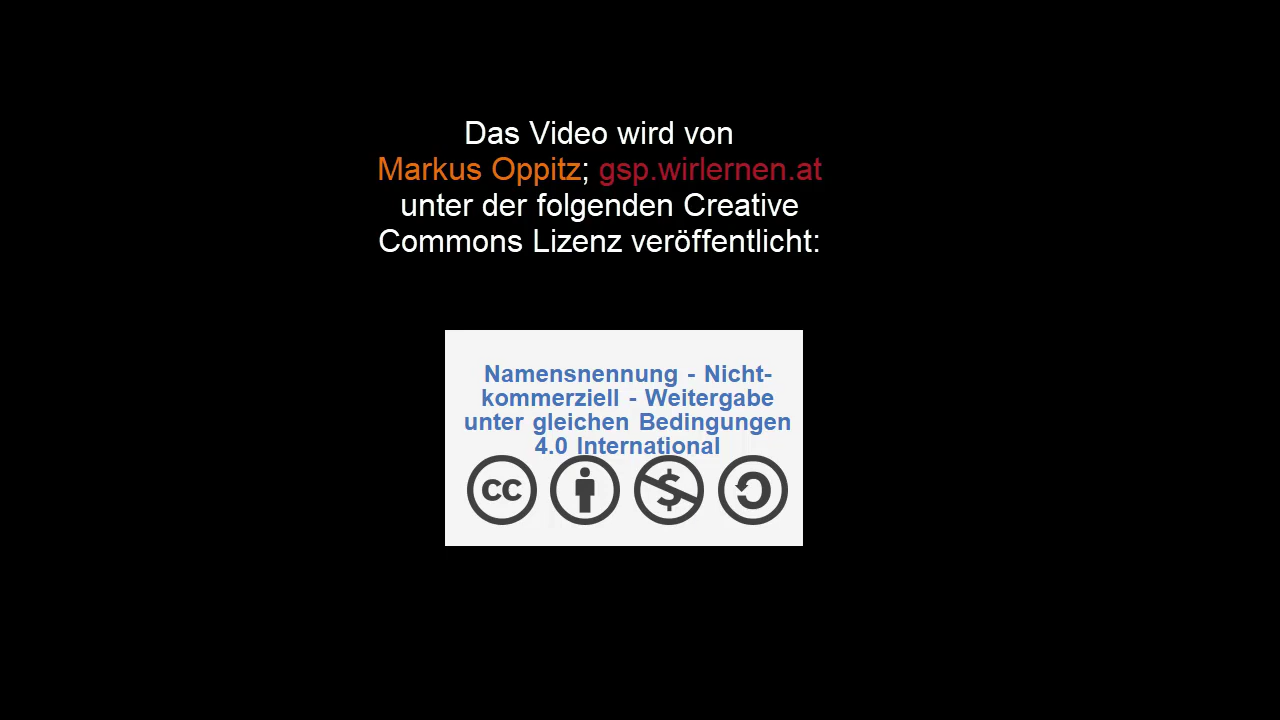 Das Video wird von
Markus Oppitz; gsp.wirlernen.at
unter der folgenden Creative
Commons Lizenz veröffentlicht:
Namensnennung - Nicht-
kommerziell - Weitergabe
unter gleichen Bedingungen
4.0 International
cc
$